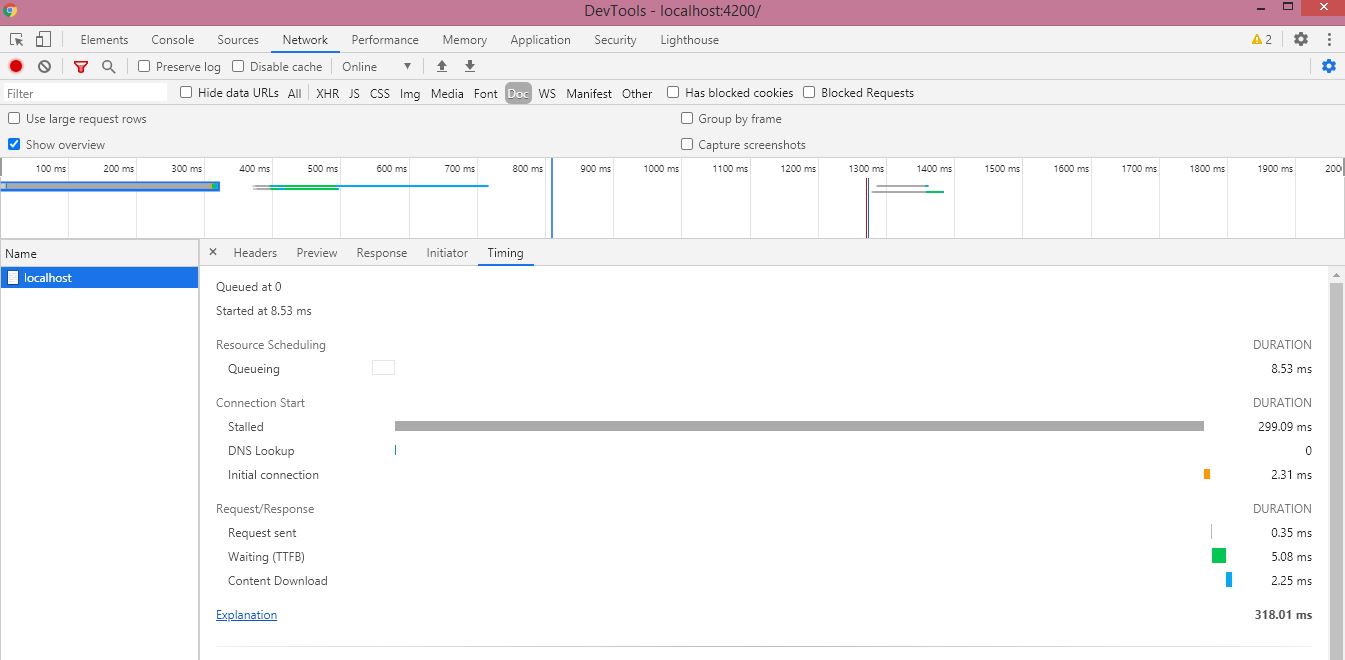 DevTools - localhost:4200/
Elements Console Sources Network Performance Memory Application Security Lighthouse 2
Preserve log Disable cache Online
Filter Hide data URLs All XHR JS CSS Img Media Font Doc WS Manifest Other Has blocked cookies Blocked Requests
Use large request rows Group by frame
Show overview Capture screenshots
100 ms 200 ms 300 ms 400 ms 500 ms 600 ms 700 ms 800 ms 900 ms 1000 ms 1100 ms 1200 ms 1300 ms 1400 ms 1500 ms 1600 ms 1700 ms 1800 ms 1900 ms 200
Name × Headers Preview Response Initiator Timing
localhost
Queued at 0
Started at 8.53 ms
Resource Scheduling DURATION
Queueing 8.53 ms
Connection Start DURATION
Stalled 299.09 ms
DNS Lookup 0
Initial connection 2.31 ms
Request/Response DURATION
Request sent 0.35 ms
Waiting (TTFB) 5.08 ms
Content Download 2.25 ms
Explanation 318.01 ms